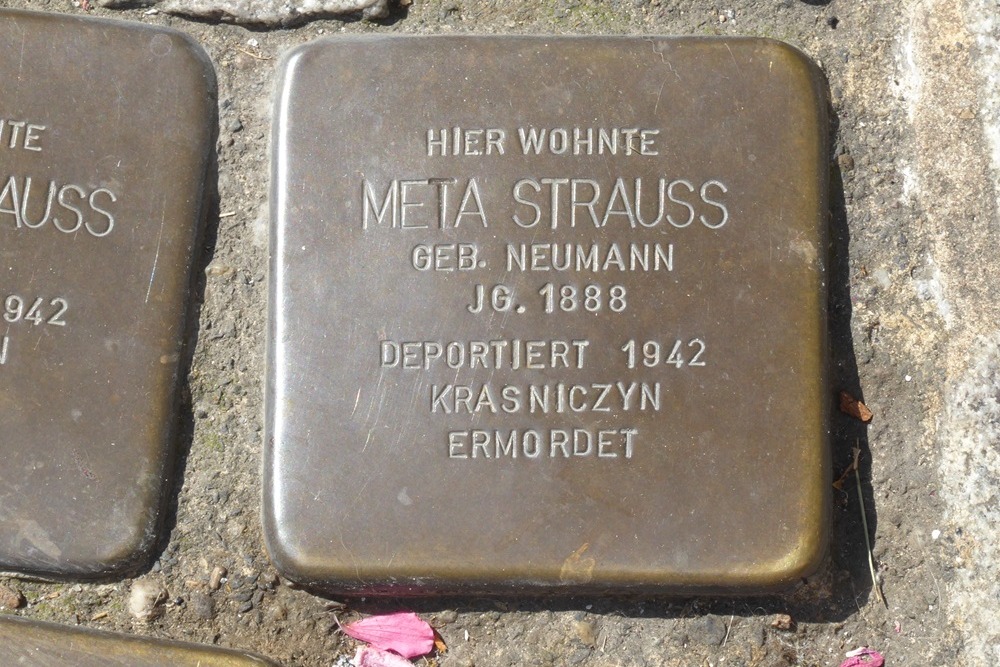 HIER WOHNTE
META STRAUSS
GEB. NEUMANN
JG. 1888
DEPORTIERT 1942
KRASNICZYN
ERMORDET